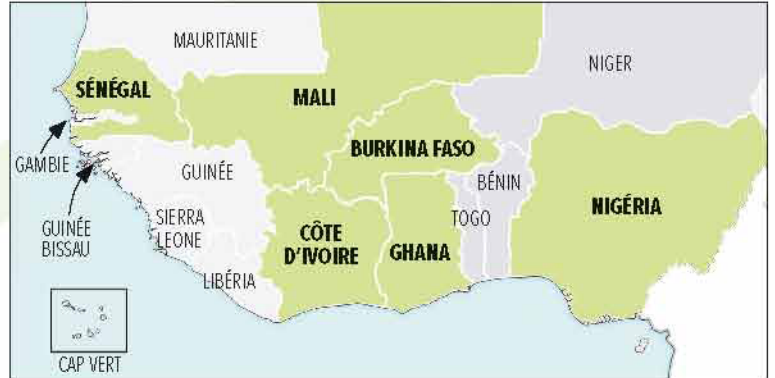 MAURITANIE
NIGER
SÉNÉGAL
MALI
BURKINA FASO
GAMBIE
GUINÉE
BÉNIN
NIGÉRIA
GUINÉE
BISSAU
SIERRA
LEONE
CÔTE
D'IVOIRE
GHANA
TOGO
LIBÉRIA
CAP VERT